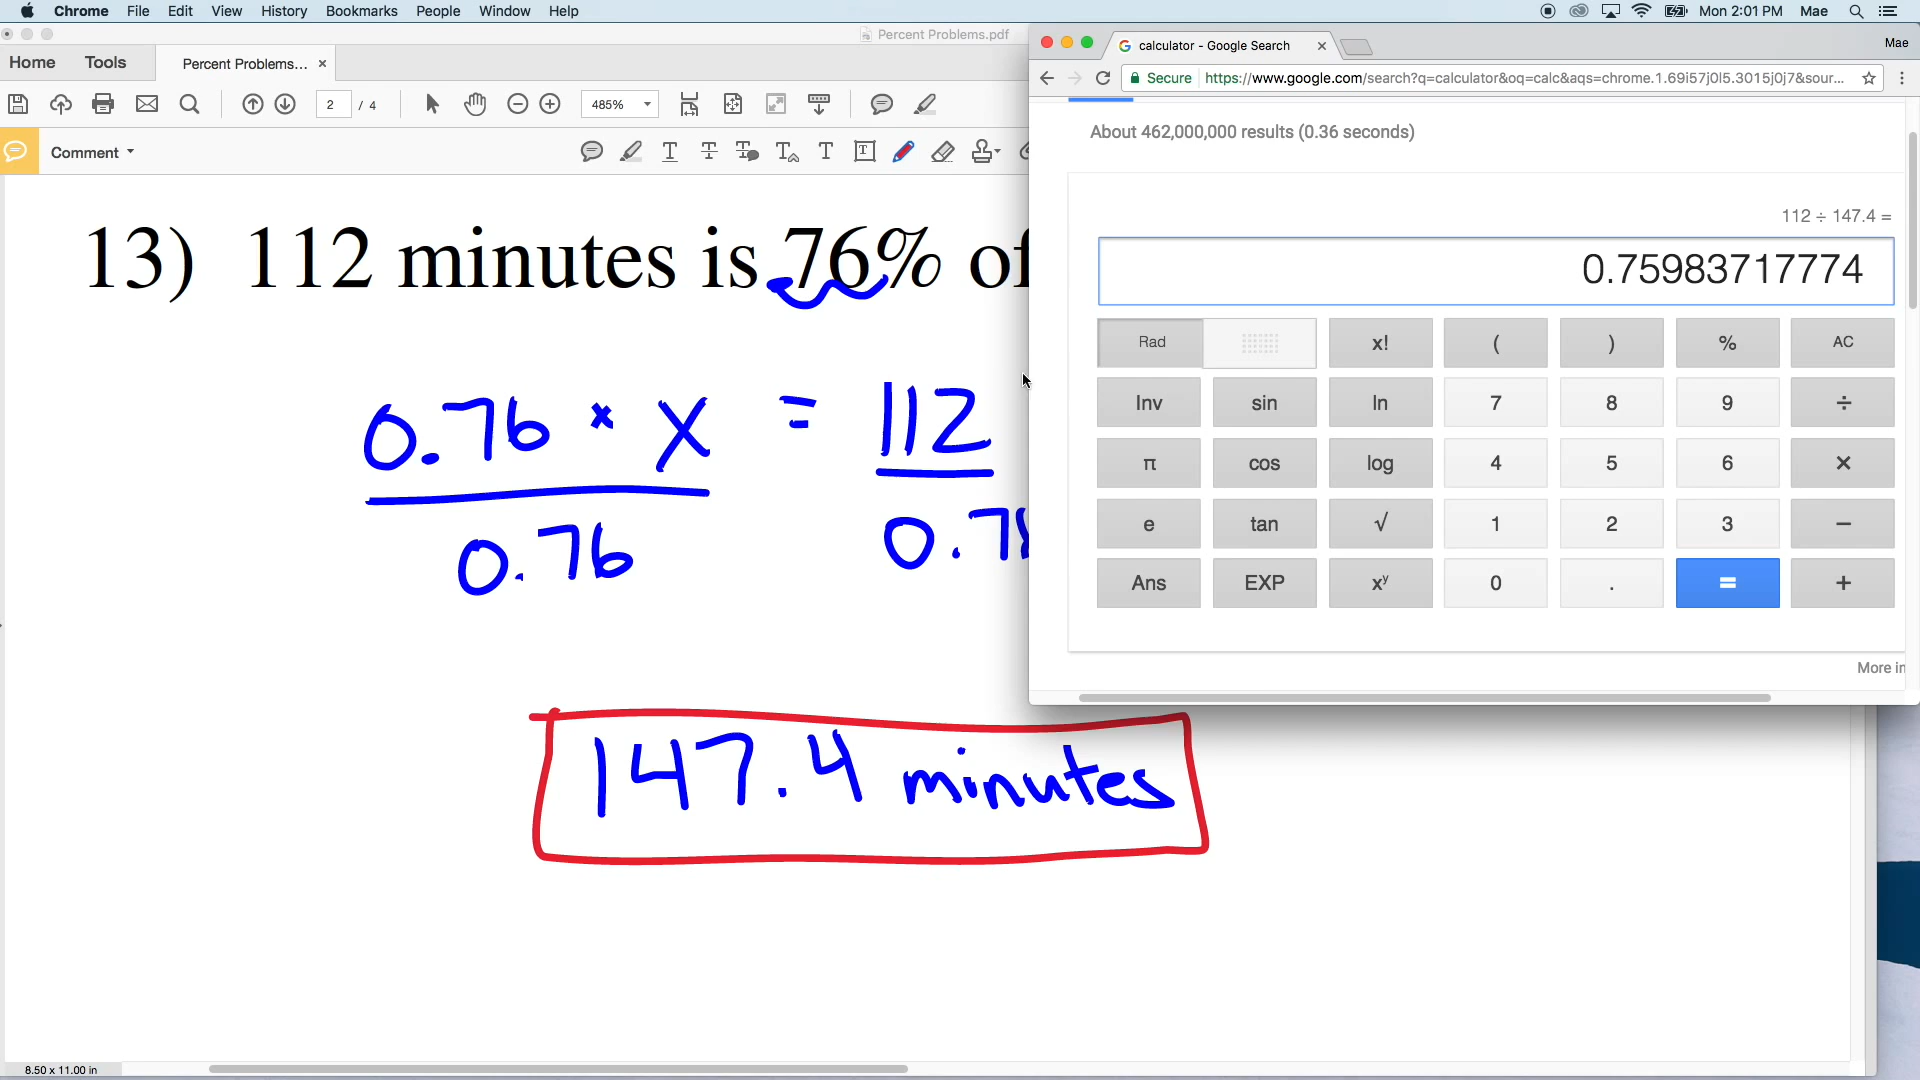 Chrome File Edit View History Bookmarks People Window Help Mon 2:01 PM Mae
Percent Problems.pdf
Home Tools Percent Problems... ×
2 / 4 485%
Comment
13) 112 minutes is 76% of
0.76 * x = 112
0.76 0.7
147.4 minutes
8.50 x 11.00 in
calculator - Google Search × Mae
Secure https://www.google.com/search?q=calculator&oq=calc&aqs=chrome.1.69i57j0l5.3015j0j7&sour...
About 462,000,000 results (0.36 seconds)
112 ÷ 147.4 =
0.75983717774
Rad x! ( ) % AC
Inv sin ln 7 8 9 ÷
π cos log 4 5 6 ×
e tan √ 1 2 3 −
Ans EXP xʸ 0 . = +
More in